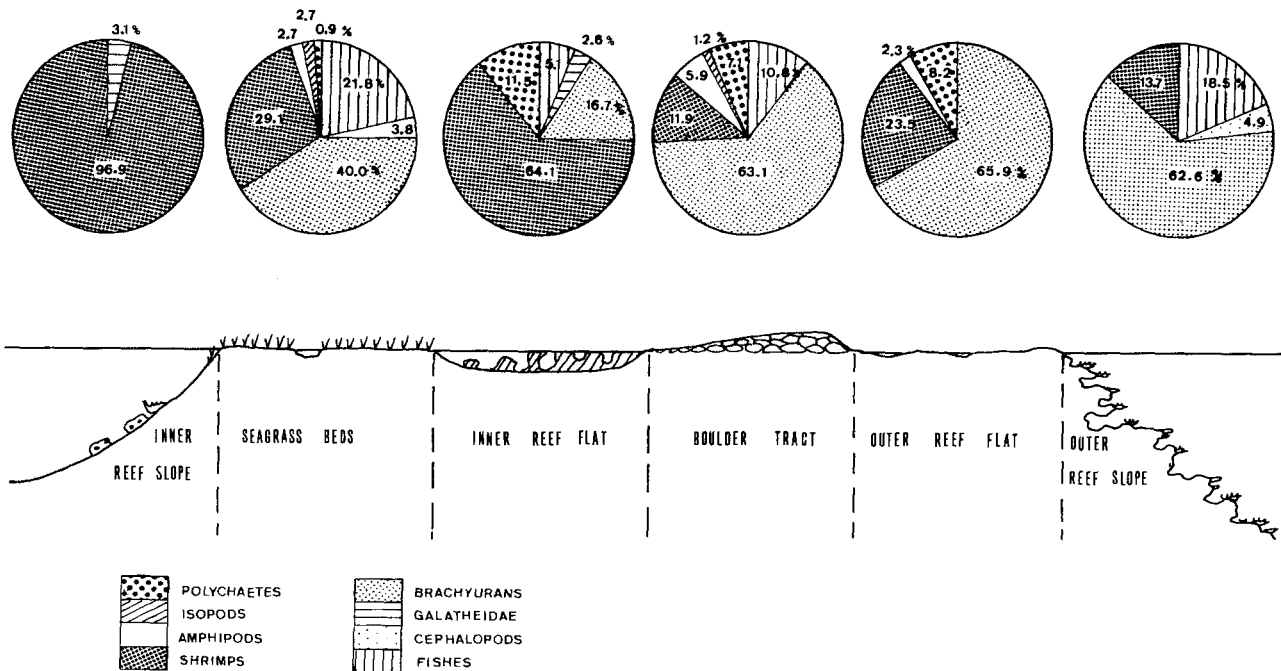 3.1 %
96.9
2.7
2.7
0.9 %
21.8 %
3.8
40.0 %
29.1
11.5
5.
2.6 %
16.7 %
64.1
1.2 %
5.9
7.1
10.8 %
11.9
63.1
2.3 %
8.2
23.5
65.9 %
13.7
18.5 %
4.9
62.6 %
INNER
REEF SLOPE
SEAGRASS BEDS
INNER REEF FLAT
BOULDER TRACT
OUTER REEF FLAT
OUTER
REEF SLOPE
POLYCHAETES
ISOPODS
AMPHIPODS
SHRIMPS
BRACHYURANS
GALATHEIDAE
CEPHALOPODS
FISHES